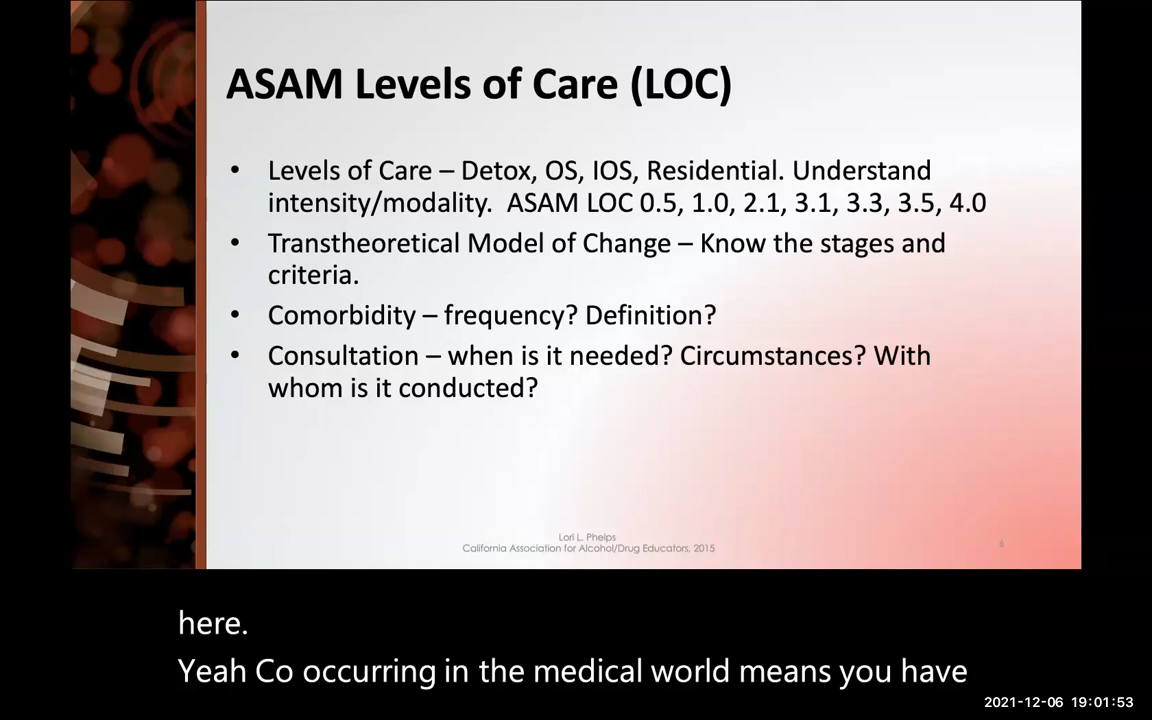 ASAM Levels of Care (LOC)
• Levels of Care – Detox, OS, IOS, Residential. Understand
intensity/modality.  ASAM LOC 0.5, 1.0, 2.1, 3.1, 3.3, 3.5, 4.0
• Transtheoretical Model of Change – Know the stages and
criteria.
• Comorbidity – frequency? Definition?
• Consultation – when is it needed? Circumstances? With
whom is it conducted?
Lori L. Phelps
California Association for Alcohol/Drug Educators, 2015
6
here.
Yeah Co occurring in the medical world means you have
2021-12-06 19:01:53